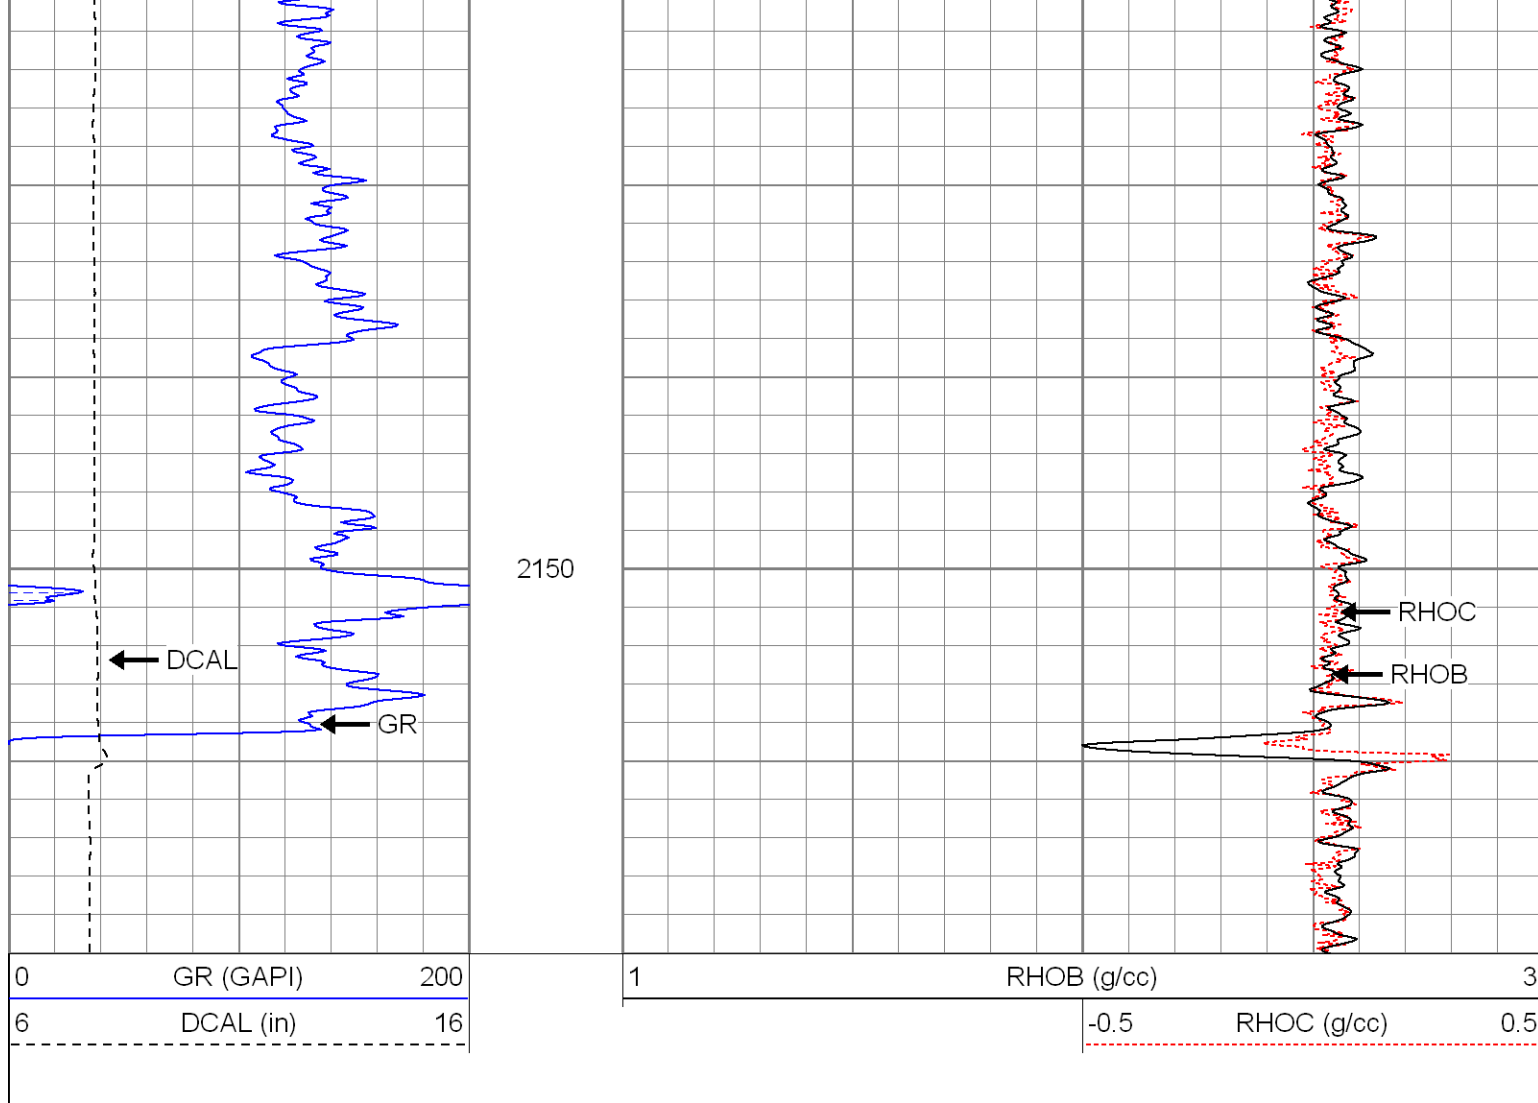 2150
RHOC
DCAL
RHOB
GR
0 GR (GAPI) 200
1 RHOB (g/cc) 3
6 DCAL (in) 16
-0.5 RHOC (g/cc) 0.5